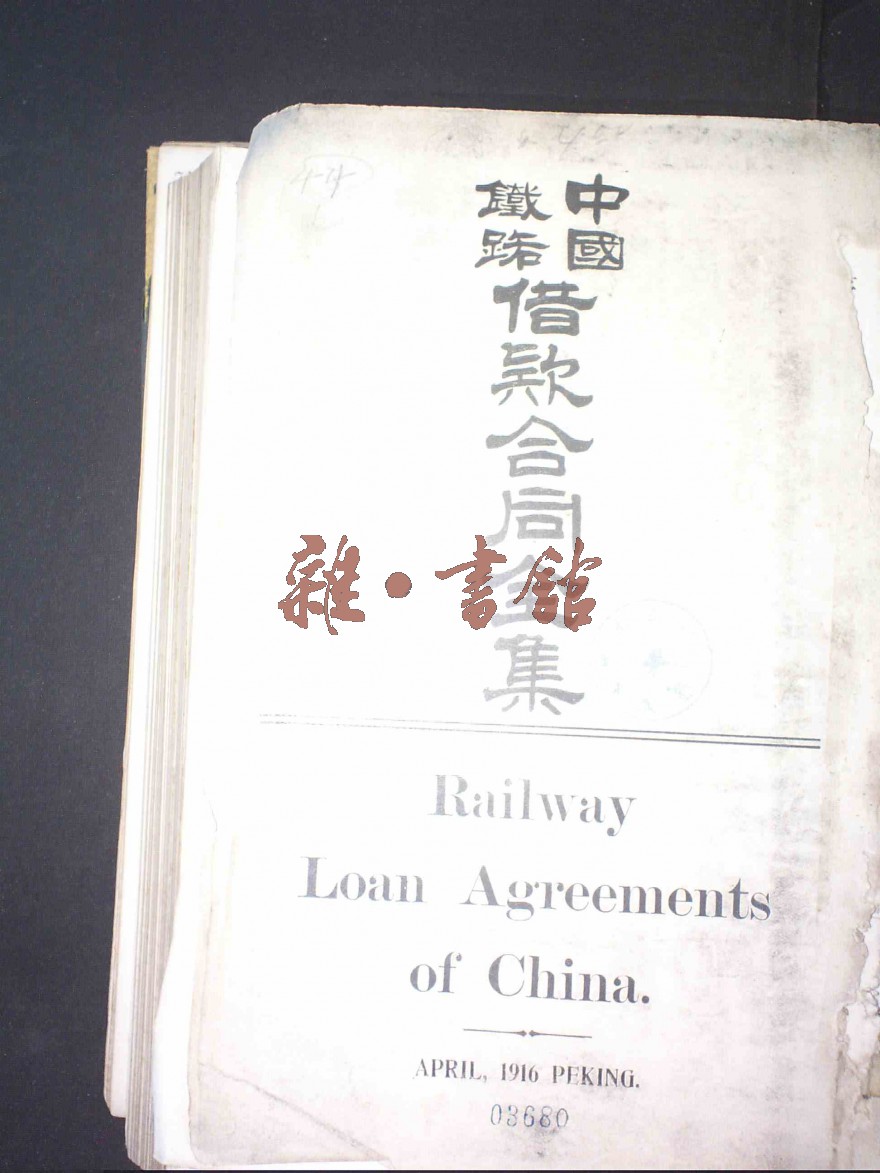 44
中國
鐵路
借款合同全集
雜·書館
Railway
Loan Agreements
of China.
APRIL, 1916 PEKING.
03680